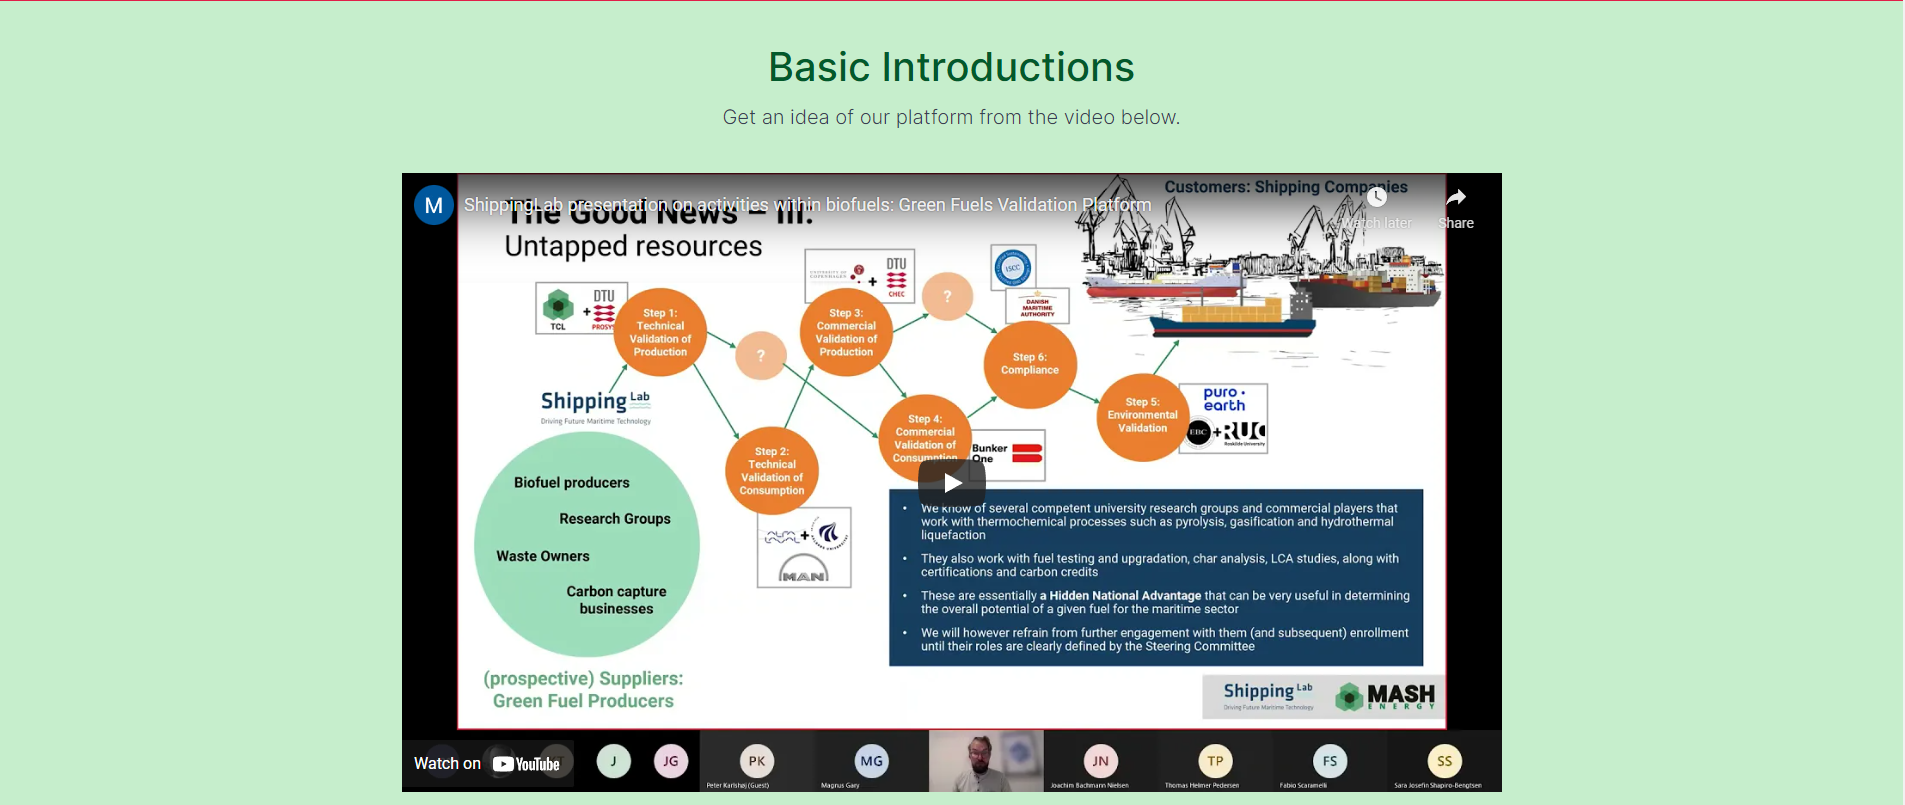 Basic Introductions
Get an idea of our platform from the video below.
M
ShippingLab presentation on activities within biofuels: Green Fuels Validation Platform
Watch later
Share
The Good News – III:
Untapped resources
Customers: Shipping Companies
TCL
+
DTU
PROSYS
Step 1:
Technical
Validation of
Production
?
UNIVERSITY OF
COPENHAGEN
+
DTU
CHEC
Step 3:
Commercial
Validation of
Production
?
ISCC
DANISH
MARITIME
AUTHORITY
Step 6:
Compliance
Shipping Lab
Driving Future Maritime Technology
Step 2:
Technical
Validation of
Consumption
Step 4:
Commercial
Validation of
Consumption
Bunker
One
Step 5:
Environmental
Validation
puro·
earth
EBC
+
RUC
Roskilde University
ALFA
LAVAL
+
MAN
Biofuel producers
Research Groups
Waste Owners
Carbon capture
businesses
(prospective) Suppliers:
Green Fuel Producers
• We know of several competent university research groups and commercial players that
work with thermochemical processes such as pyrolysis, gasification and hydrothermal
liquefaction
• They also work with fuel testing and upgradation, char analysis, LCA studies, along with
certifications and carbon credits
• These are essentially a Hidden National Advantage that can be very useful in determining
the overall potential of a given fuel for the maritime sector
• We will however refrain from further engagement with them (and subsequent) enrollment
until their roles are clearly defined by the Steering Committee
Shipping Lab
Driving Future Maritime Technology
MASH
ENERGY
Watch on YouTube
J
JG
PK
Peter Karlshøj (Guest)
MG
Magnus Gary
JN
Joachim Bachmann Nielsen
TP
Thomas Helmer Pedersen
FS
Fabio Scaramelli
SS
Sara Josefin Shapiro-Bengtsen